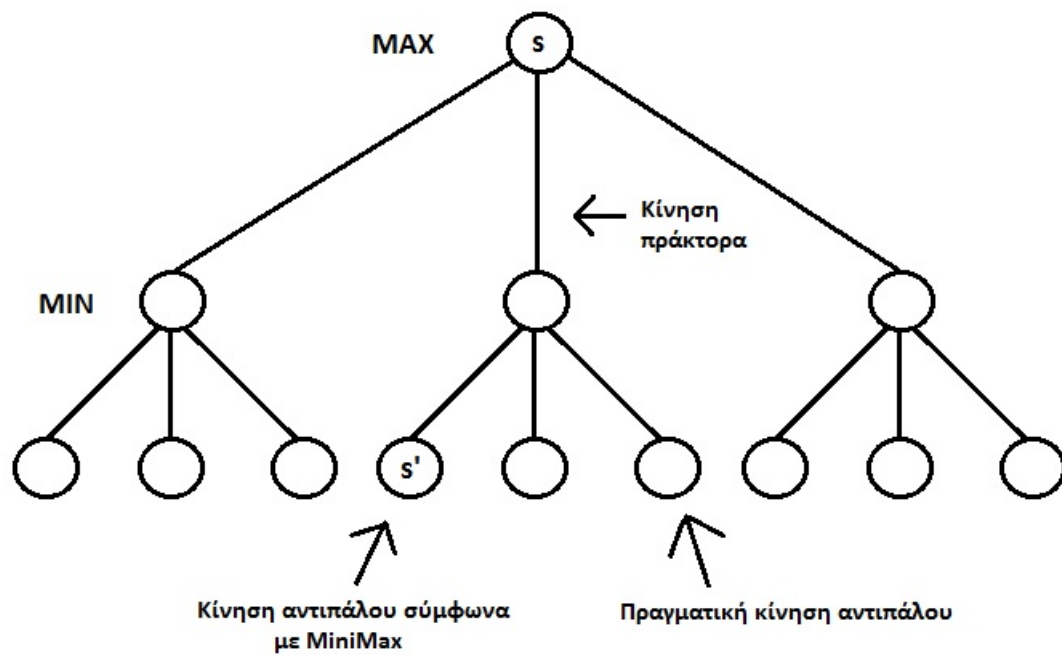 MAX
s
Κίνηση
πράκτορα
MIN
s'
Κίνηση αντιπάλου σύμφωνα
με MiniMax
Πραγματική κίνηση αντιπάλου